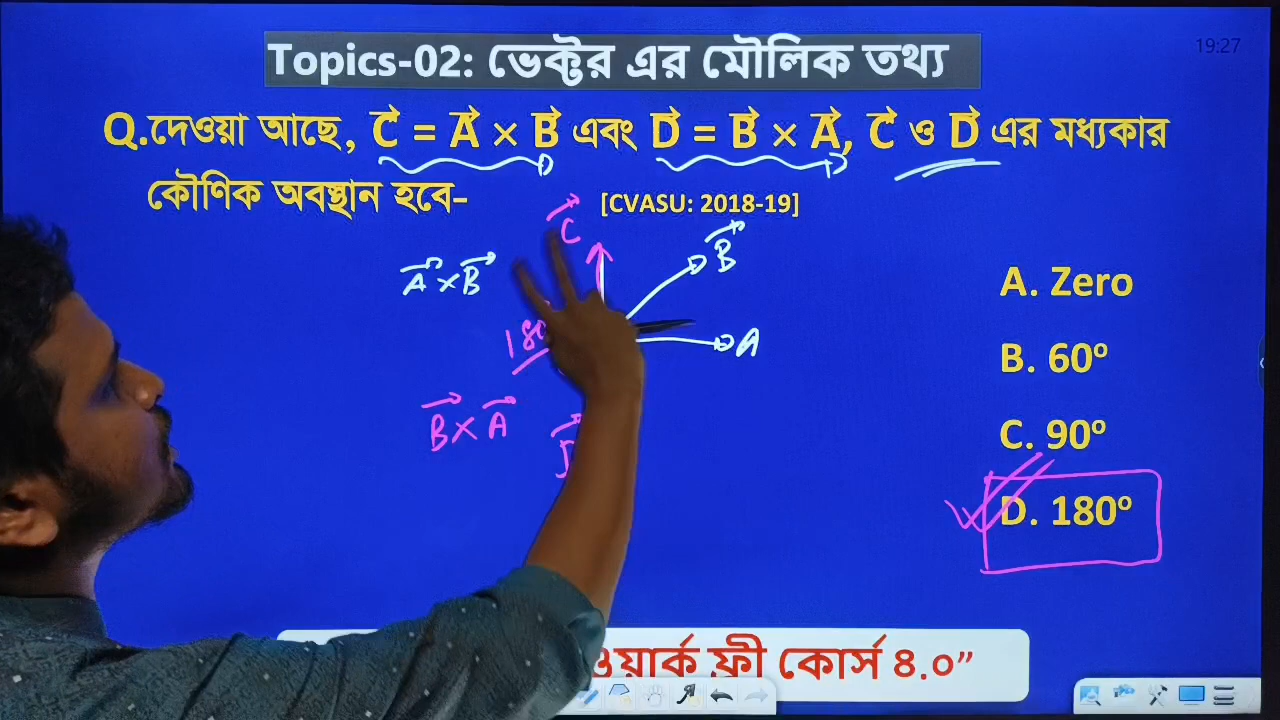 19:27
Topics-02: ভেক্টর এর মৌলিক তথ্য
Q.দেওয়া আছে, C⃗ = A⃗ × B⃗ এবং D⃗ = B⃗ × A⃗, C⃗ ও D⃗ এর মধ্যকার
কৌণিক অবস্থান হবে- [CVASU: 2018-19]
C⃗
B⃗
A⃗ × B⃗
A. Zero
180
A
B. 60°
B⃗ × A⃗
C. 90°
D. 180°
ফ্রী কোর্স ৪.০”